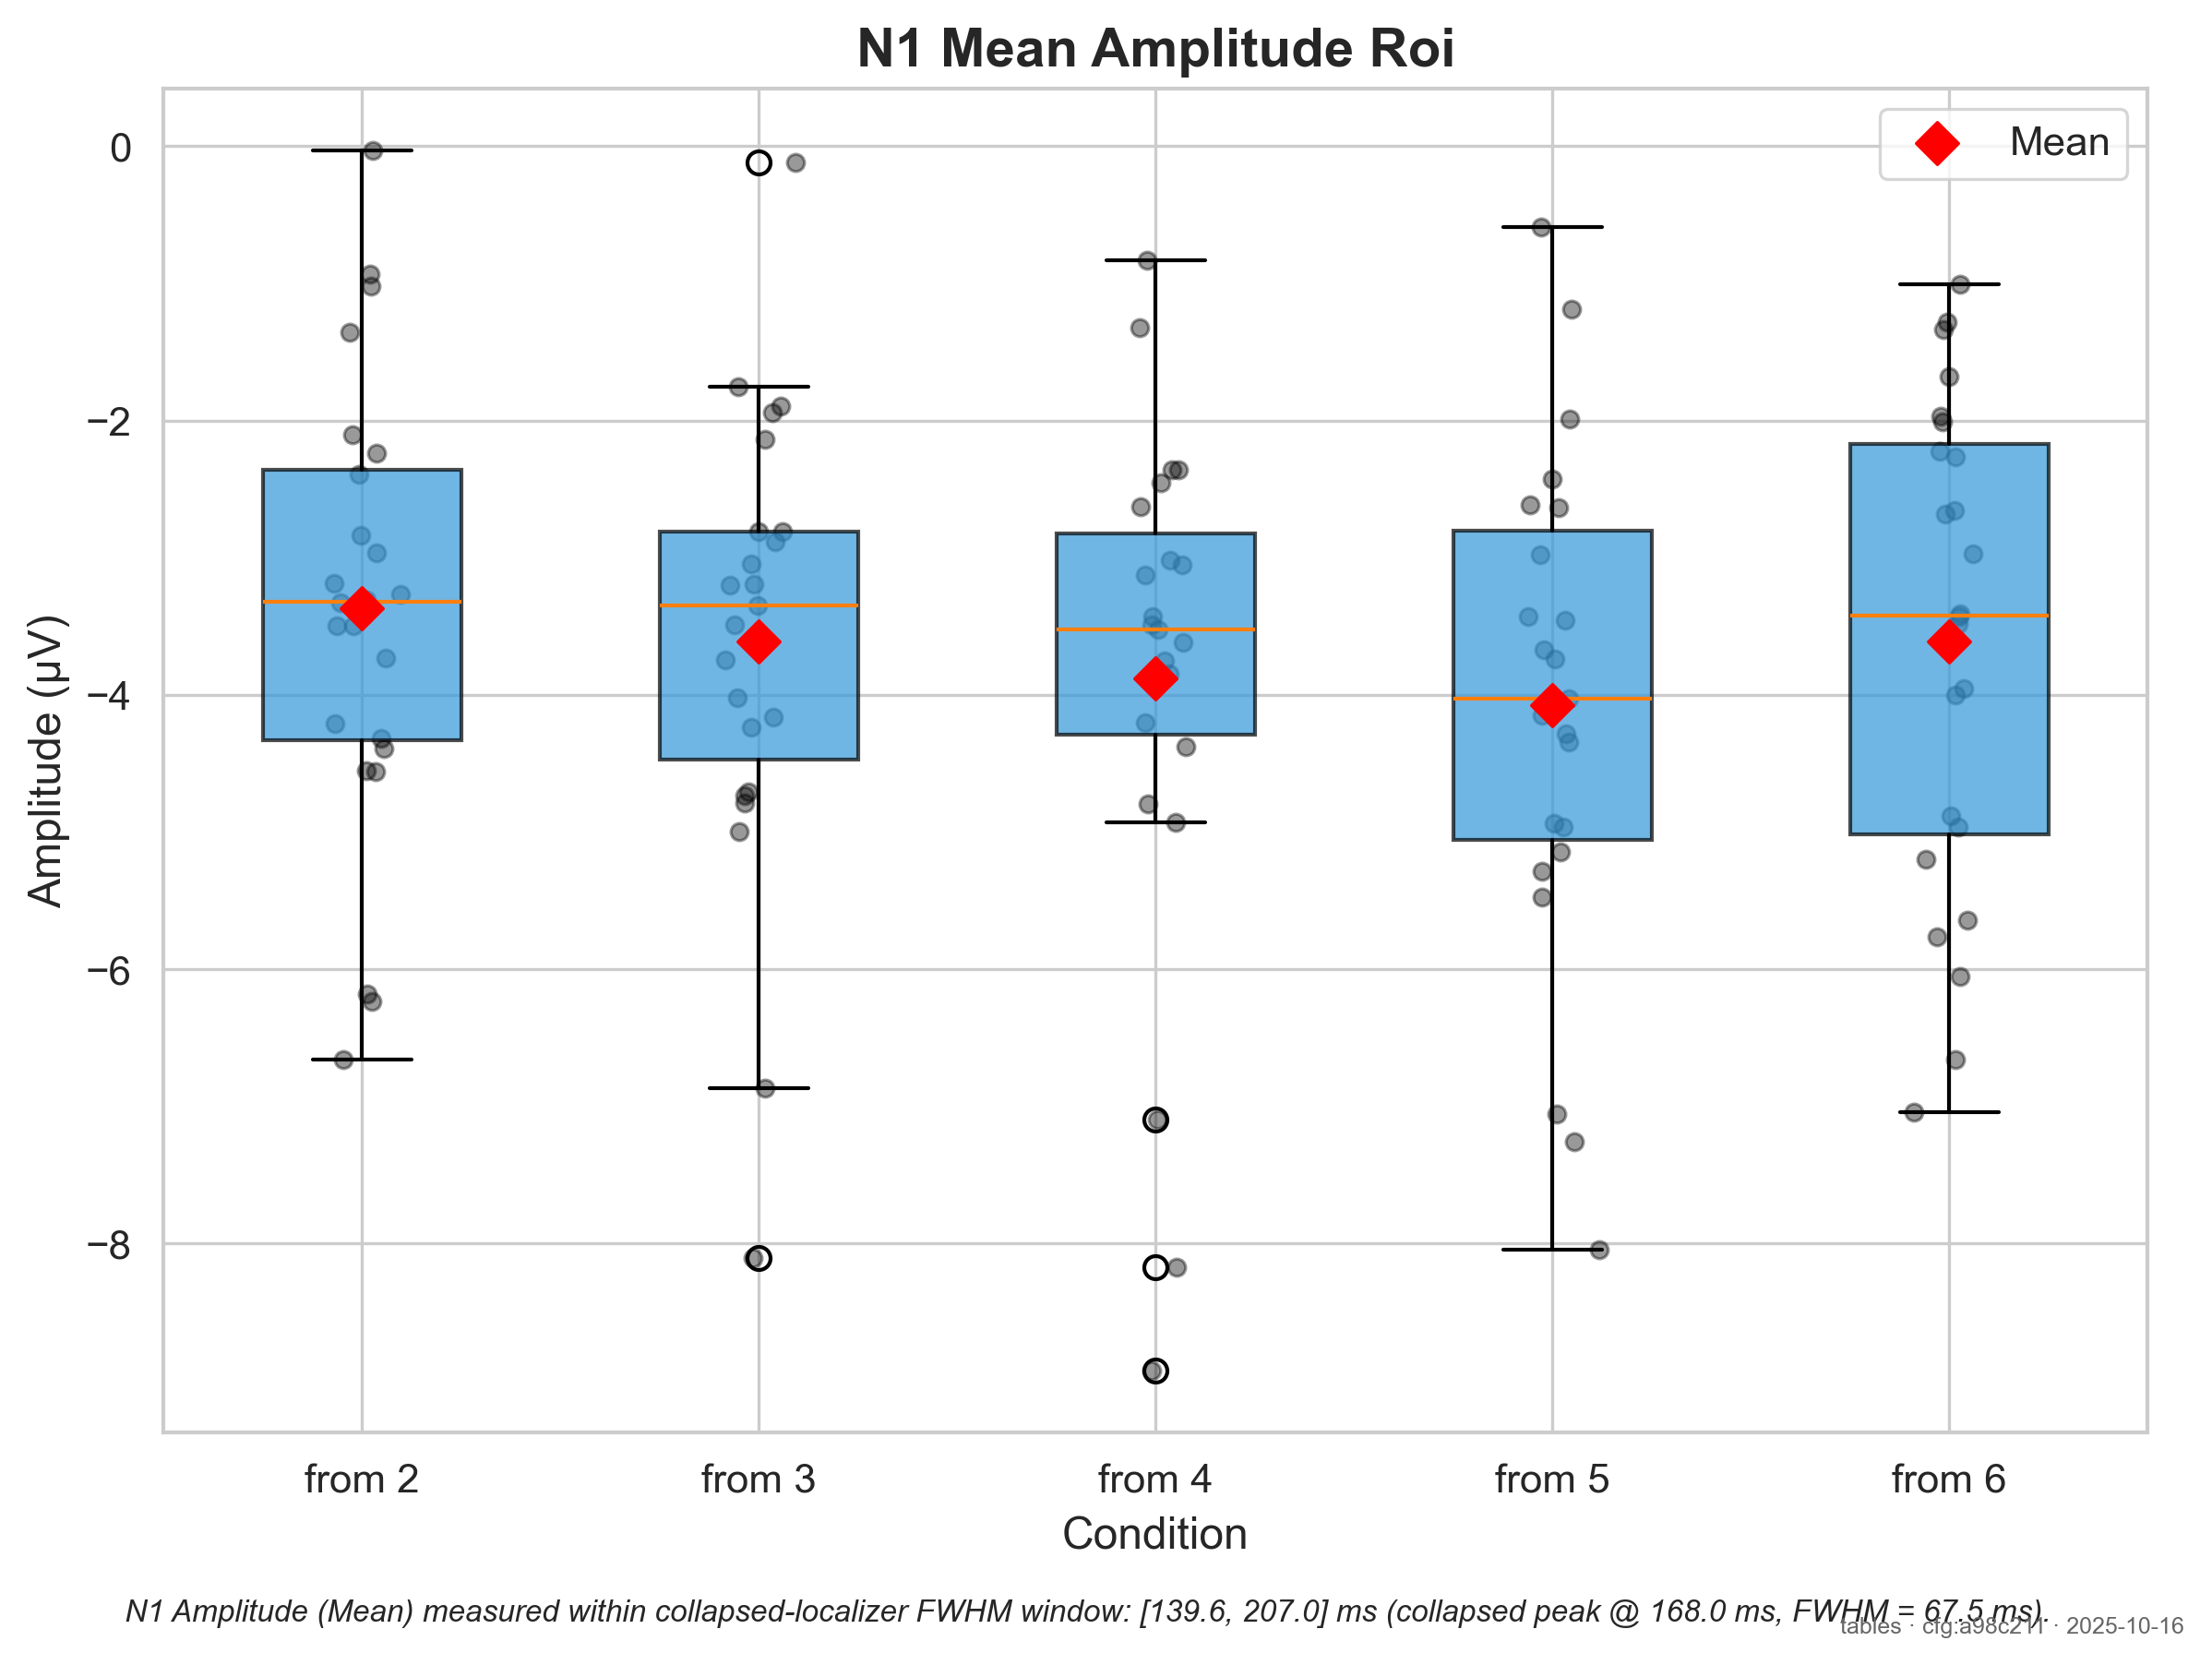 N1 Mean Amplitude Roi
Mean
0
−2
−4
−6
−8
Amplitude (μV)
from 2 from 3 from 4 from 5 from 6
Condition
N1 Amplitude (Mean) measured within collapsed-localizer FWHM window: [139.6, 207.0] ms (collapsed peak @ 168.0 ms, FWHM = 67.5 ms).
tables · cfg:a98c211 · 2025-10-16